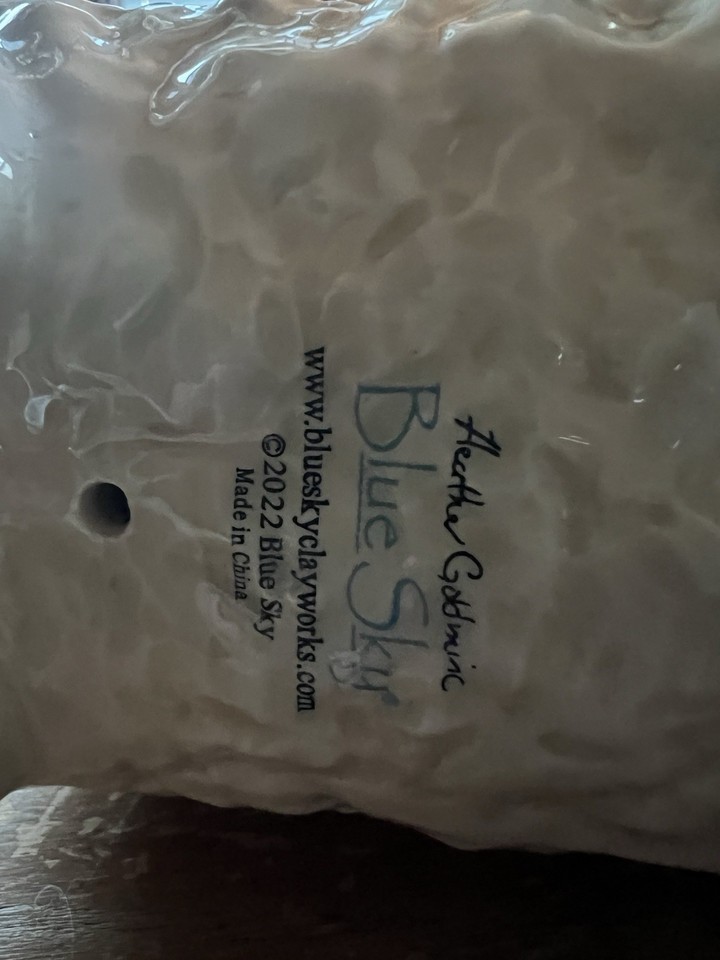 Heather Goldminc
Blue Sky
www.blueskyclayworks.com
©2022 Blue Sky
Made in China